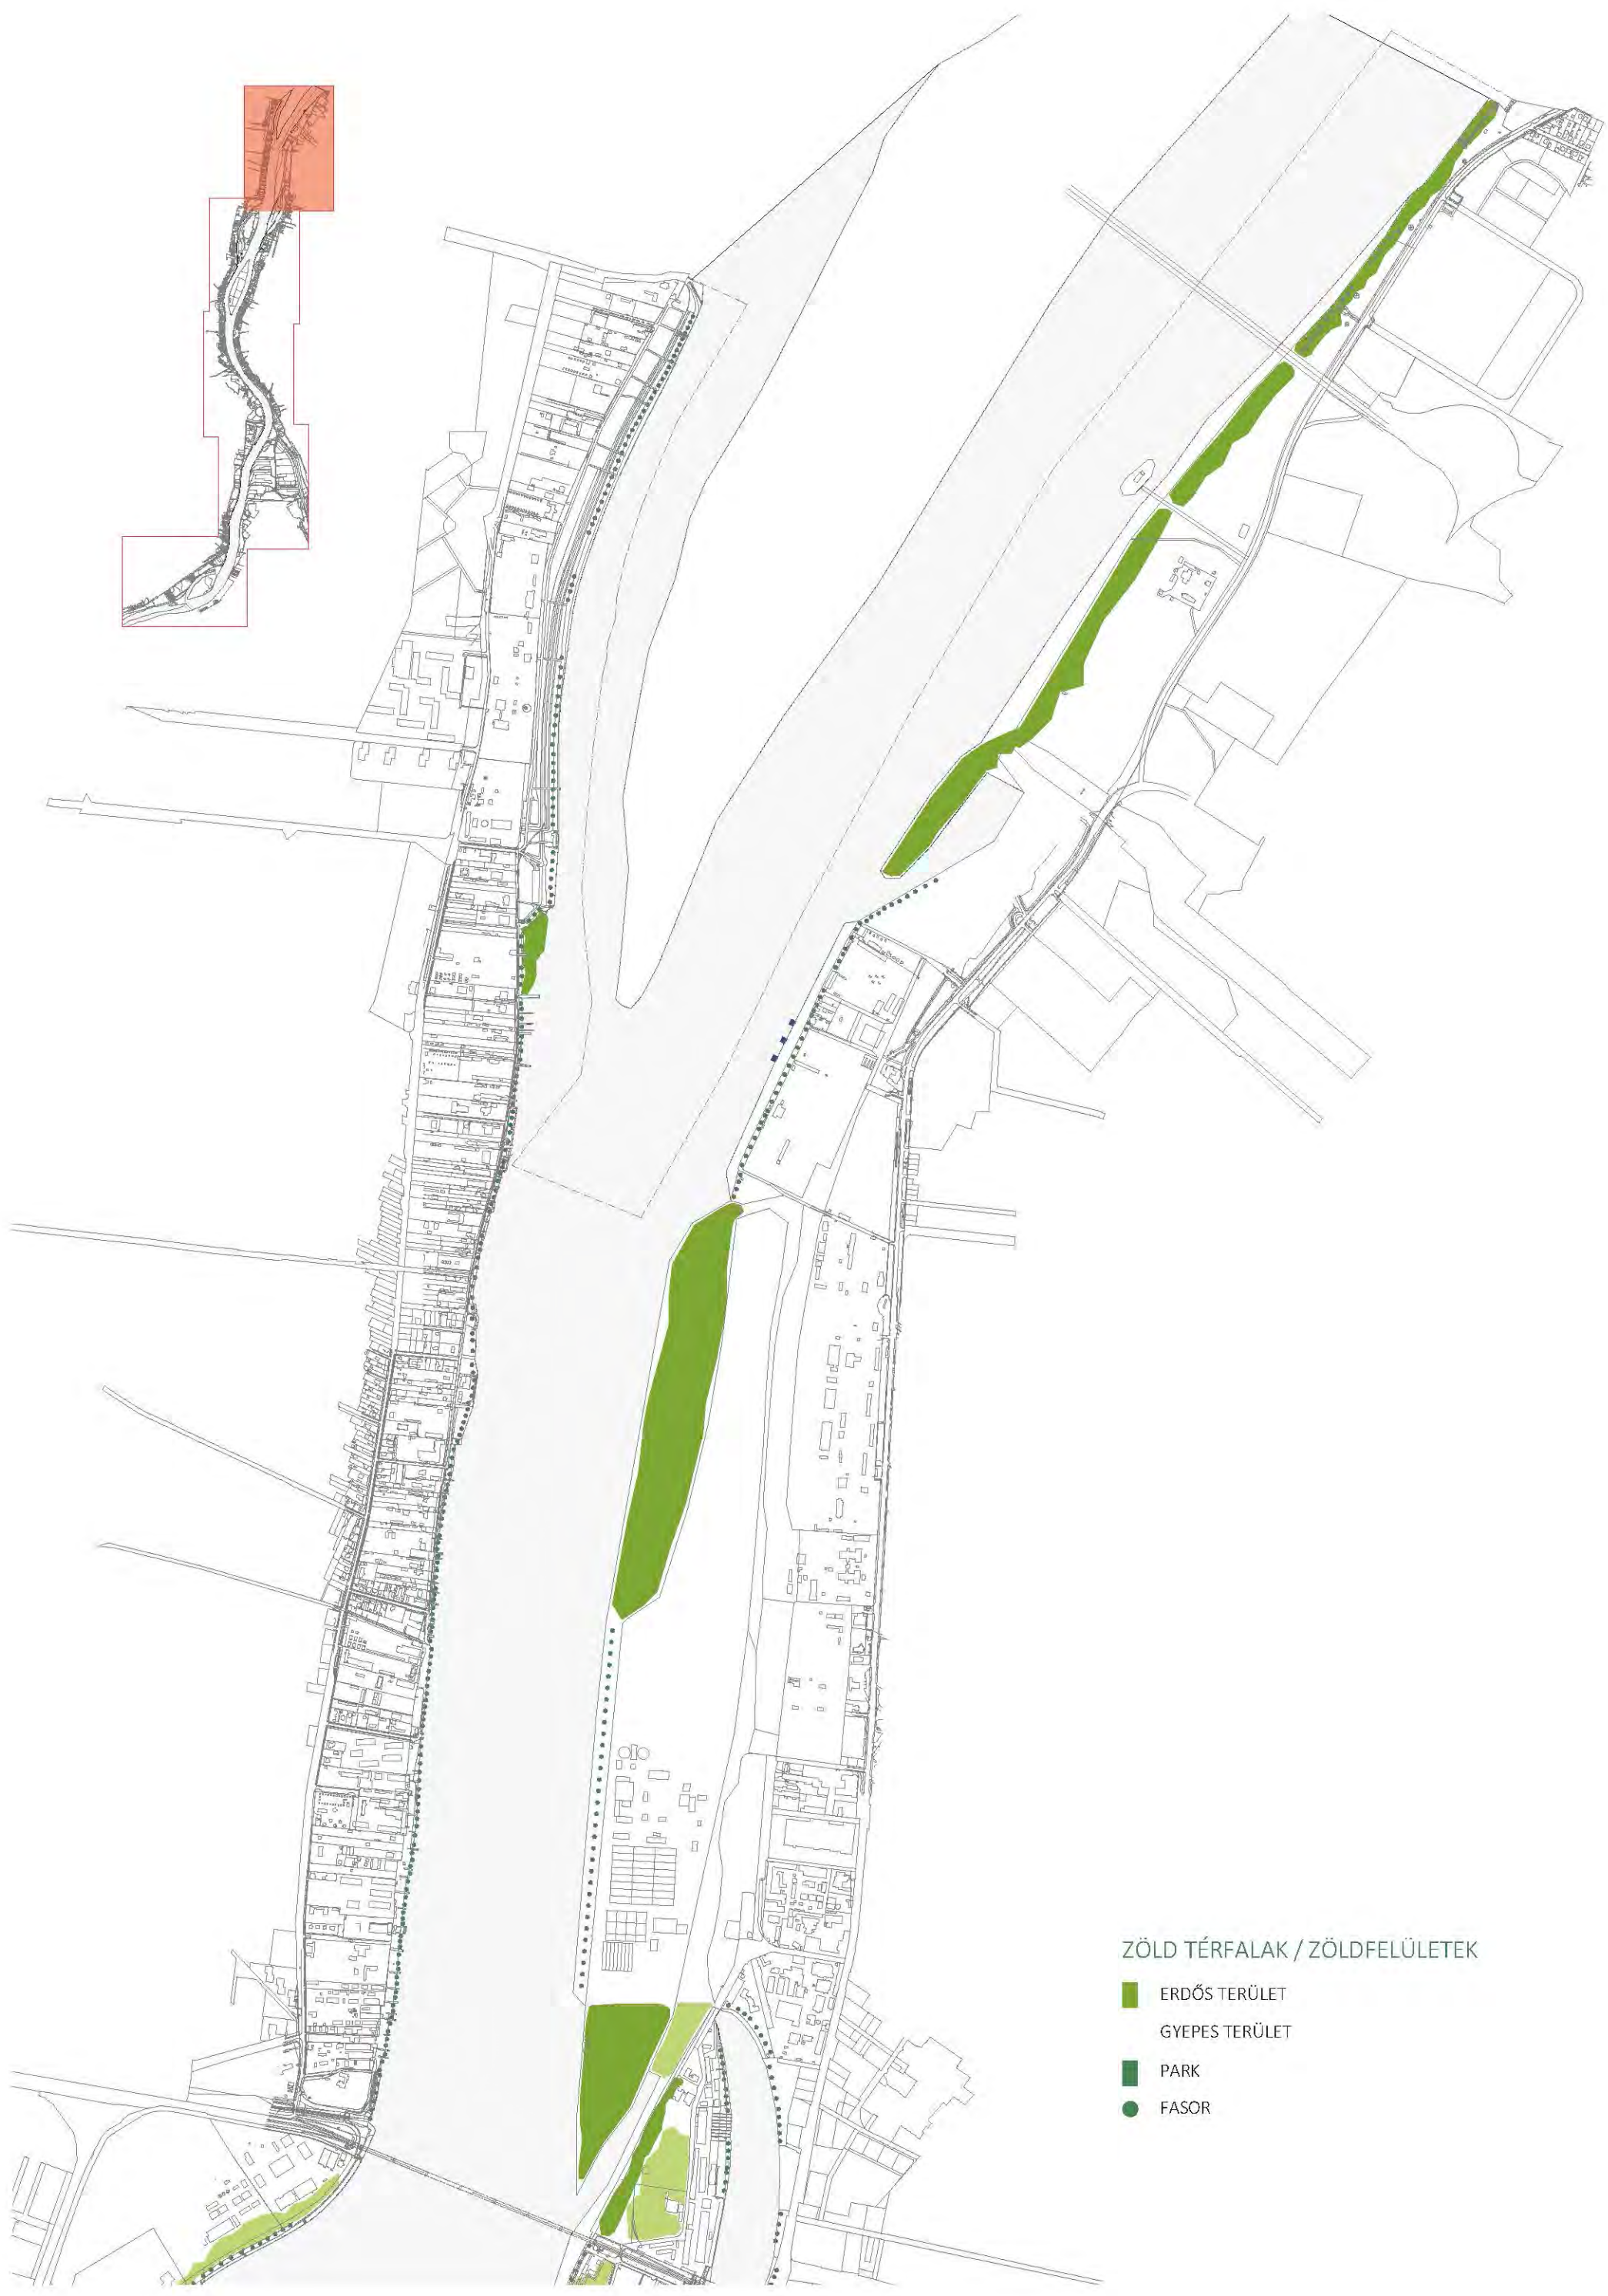 ZÖLD TÉRFALAK / ZÖLDFELÜLETEK
ERDŐS TERÜLET
GYEPES TERÜLET
PARK
FASOR